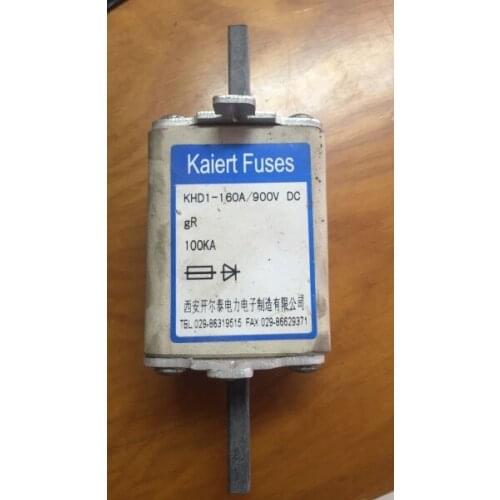 Kaiert Fuses
KHD1-160A/900V DC
gR
100KA
西安开尔泰电力电子制造有限公司
TEL 029-86319515 FAX 029-86629371